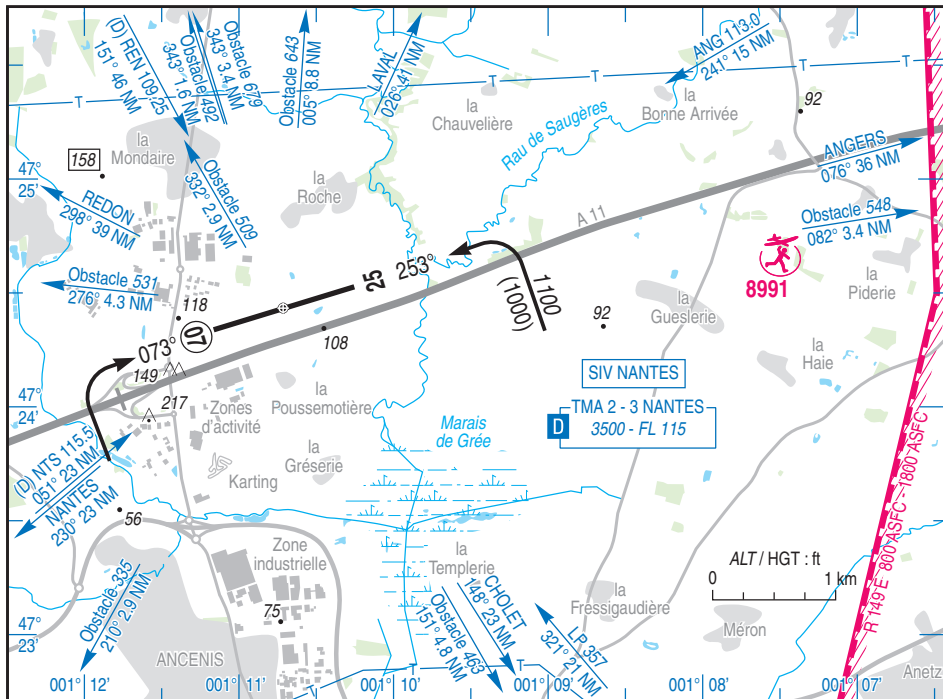 (D) REN 109.25
151° 46 NM
Obstacle 492
343° 1.6 NM
Obstacle 679
343° 3.4 NM
Obstacle 643
005° 8.8 NM
LAVAL
026° 41 NM
ANG 113.0
241° 15 NM
T
T
T
T
la
Chauvelière
la
Bonne Arrivée
92
la
Mondaire
Rau de Saugères
158
47°
25'
la
Roche
ANGERS
076° 36 NM
REDON
298° 39 NM
Obstacle 509
332° 2.9 NM
A 11
Obstacle 548
082° 3.4 NM
Obstacle 531
276° 4.3 NM
25
253°
8991
la
Piderie
118
1100
(1000)
la
Gueslerie
92
073°
07
108
la
Haie
149
SIV NANTES
47°
24'
217
Zones
d'activité
la
Poussemotière
TMA 2 - 3 NANTES
D
3500 - FL 115
Marais
de Grée
(D) NTS 115.5
051° 23 NM
NANTES
230° 23 NM
Karting
la
Gréserie
56
Zone
industrielle
la
Templerie
R 149 E 800 ASFC - 1800 ASFC
ALT / HGT : ft
0
1 km
Obstacle 335
210° 2.9 NM
75
CHOLET
148° 23 NM
Obstacle 463
151° 4.8 NM
la
Fressigaudière
LP 357
321° 21 NM
Méron
47°
23'
ANCENIS
T
T
Anetz
001° 12'
001° 11'
001° 10'
001° 09'
001° 08'
001° 07'